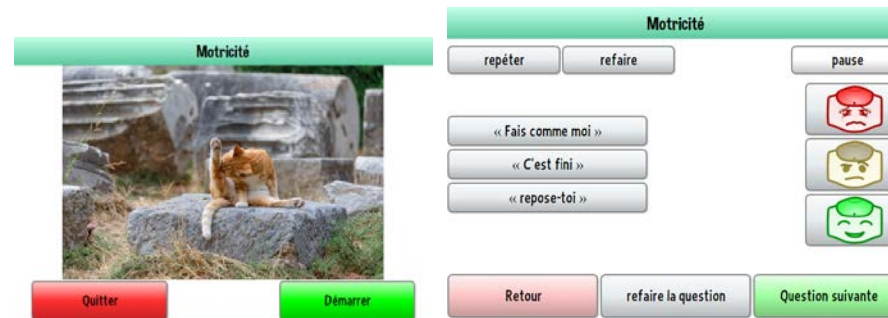 Motricité
Quitter
Démarrer
Motricité
repéter
refaire
pause
« Fais comme moi »
« C'est fini »
« repose-toi »
Retour
refaire la question
Question suivante